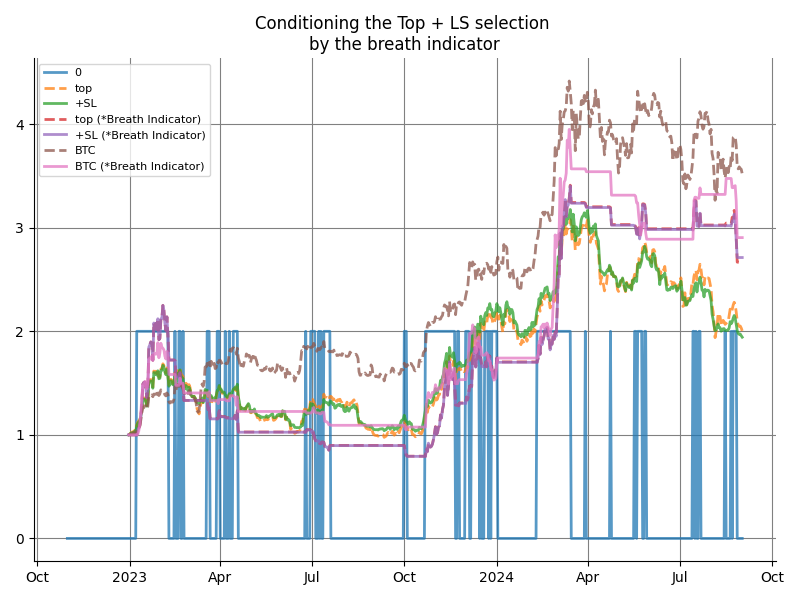 Conditioning the Top + LS selection
by the breath indicator
0
top
+SL
top (*Breath Indicator)
+SL (*Breath Indicator)
BTC
BTC (*Breath Indicator)
4
3
2
1
0
Oct
2023
Apr
Jul
Oct
2024
Apr
Jul
Oct